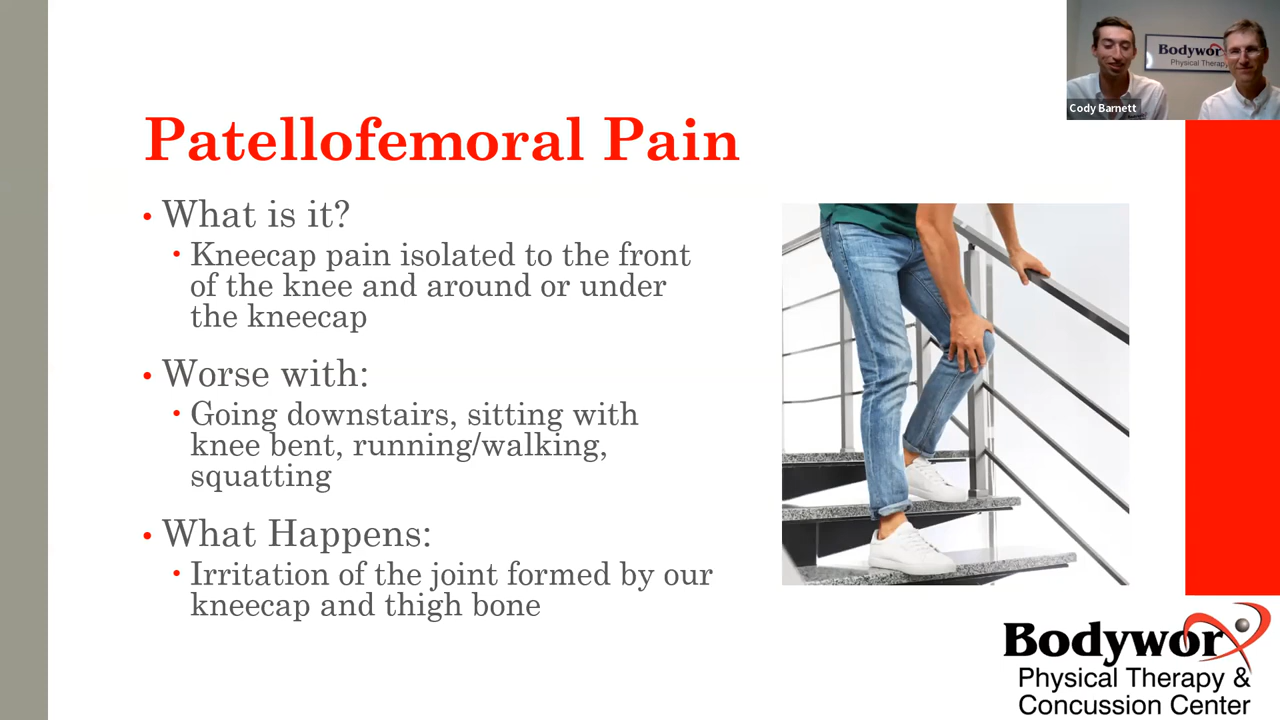 Bodywor
Physical Therapy
Cody Barnett
Patellofemoral Pain
• What is it?
• Kneecap pain isolated to the front
of the knee and around or under
the kneecap
• Worse with:
• Going downstairs, sitting with
knee bent, running/walking,
squatting
• What Happens:
• Irritation of the joint formed by our
kneecap and thigh bone
Bodyworx
Physical Therapy &
Concussion Center